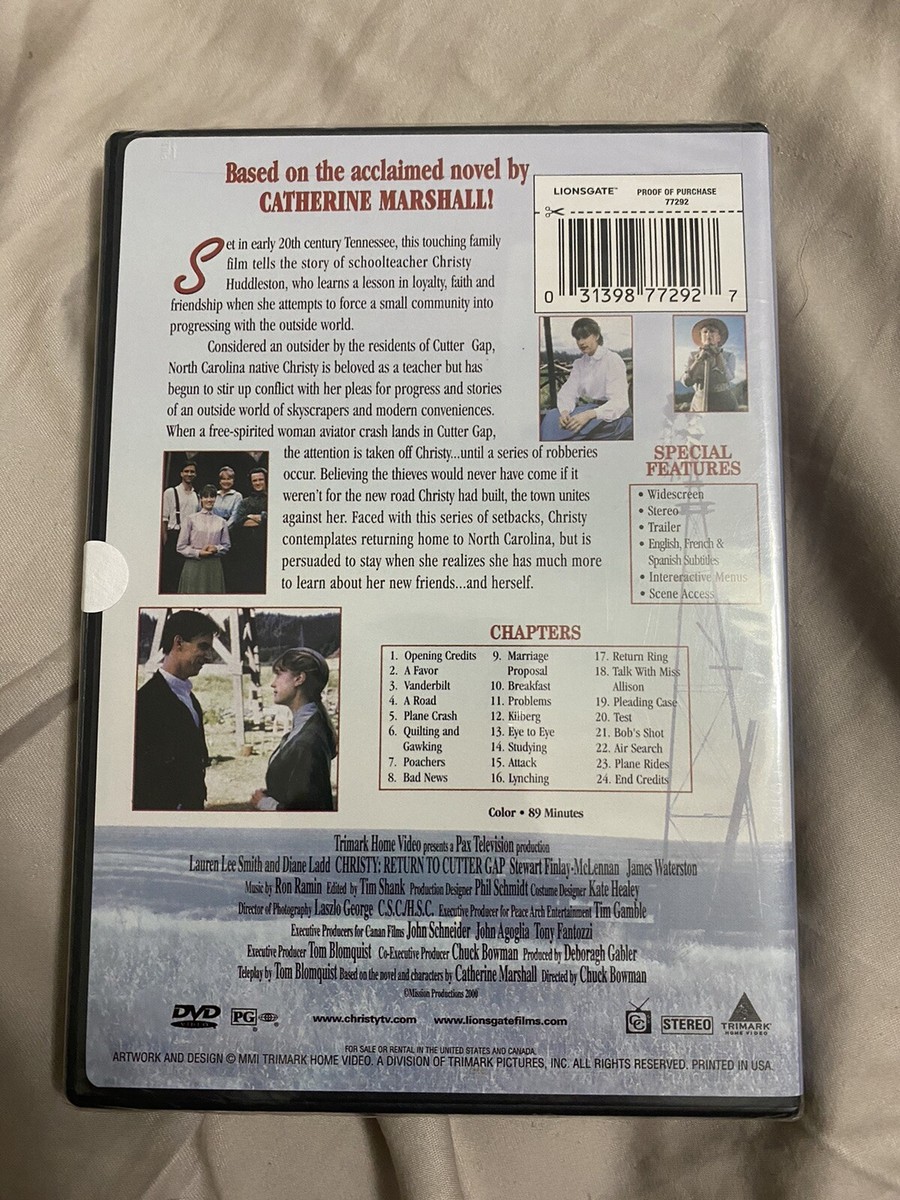 Based on the acclaimed novel by
CATHERINE MARSHALL!
LIONSGATE™ PROOF OF PURCHASE
77292
0 31398 77292 7
Set in early 20th century Tennessee, this touching family
film tells the story of schoolteacher Christy
Huddleston, who learns a lesson in loyalty, faith and
friendship when she attempts to force a small community into
progressing with the outside world.
Considered an outsider by the residents of Cutter Gap,
North Carolina native Christy is beloved as a teacher but has
begun to stir up conflict with her pleas for progress and stories
of an outside world of skyscrapers and modern conveniences.
When a free-spirited woman aviator crash lands in Cutter Gap,
the attention is taken off Christy...until a series of robberies
occur. Believing the thieves would never have come if it
weren't for the new road Christy had built, the town unites
against her. Faced with this series of setbacks, Christy
contemplates returning home to North Carolina, but is
persuaded to stay when she realizes she has much more
to learn about her new friends...and herself.
SPECIAL
FEATURES
• Widescreen
• Stereo
• Trailer
• English, French &
Spanish Subtitles
• Intereractive Menus
• Scene Access
CHAPTERS
1. Opening Credits
2. A Favor
3. Vanderbilt
4. A Road
5. Plane Crash
6. Quilting and
Gawking
7. Poachers
8. Bad News
9. Marriage
Proposal
10. Breakfast
11. Problems
12. Kilberg
13. Eye to Eye
14. Studying
15. Attack
16. Lynching
17. Return Ring
18. Talk With Miss
Allison
19. Pleading Case
20. Test
21. Bob's Shot
22. Air Search
23. Plane Rides
24. End Credits
Color • 89 Minutes
Trimark Home Video presents a Pax Television production
Lauren Lee Smith and Diane Ladd CHRISTY: RETURN TO CUTTER GAP Stewart Finlay-McLennan James Waterston
Music by Ron Ramin Edited by Tim Shank Production Designer Phil Schmidt Costume Designer Kate Healey
Director of Photography Laszlo George C.S.C./H.S.C. Executive Producer for Peace Arch Entertainment Tim Gamble
Executive Producers for Canan Films John Schneider John Agoglia Tony Fantozzi
Executive Producer Tom Blomquist Co-Executive Producer Chuck Bowman Produced by Deboragh Gabler
Teleplay by Tom Blomquist Based on the novel and characters by Catherine Marshall Directed by Chuck Bowman
©Mission Productions 2000
DVD VIDEO PG www.christytv.com www.lionsgatefilms.com CC STEREO TRIMARK HOME VIDEO
FOR SALE OR RENTAL IN THE UNITED STATES AND CANADA.
ARTWORK AND DESIGN © MMI TRIMARK HOME VIDEO. A DIVISION OF TRIMARK PICTURES, INC. ALL RIGHTS RESERVED. PRINTED IN USA.